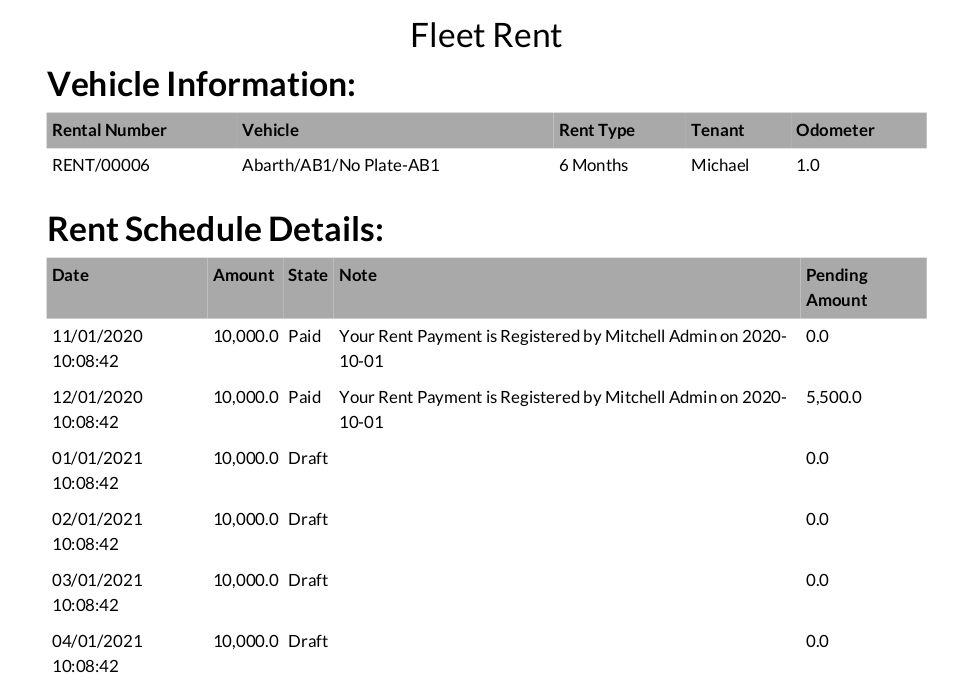 Fleet Rent
Vehicle Information:
Rental Number Vehicle Rent Type Tenant Odometer
RENT/00006 Abarth/AB1/No Plate-AB1 6 Months Michael 1.0
Rent Schedule Details:
Date Amount State Note Pending
Amount
11/01/2020 10,000.0 Paid Your Rent Payment is Registered by Mitchell Admin on 2020- 0.0
10:08:42 10-01
12/01/2020 10,000.0 Paid Your Rent Payment is Registered by Mitchell Admin on 2020- 5,500.0
10:08:42 10-01
01/01/2021 10,000.0 Draft 0.0
10:08:42
02/01/2021 10,000.0 Draft 0.0
10:08:42
03/01/2021 10,000.0 Draft 0.0
10:08:42
04/01/2021 10,000.0 Draft 0.0
10:08:42